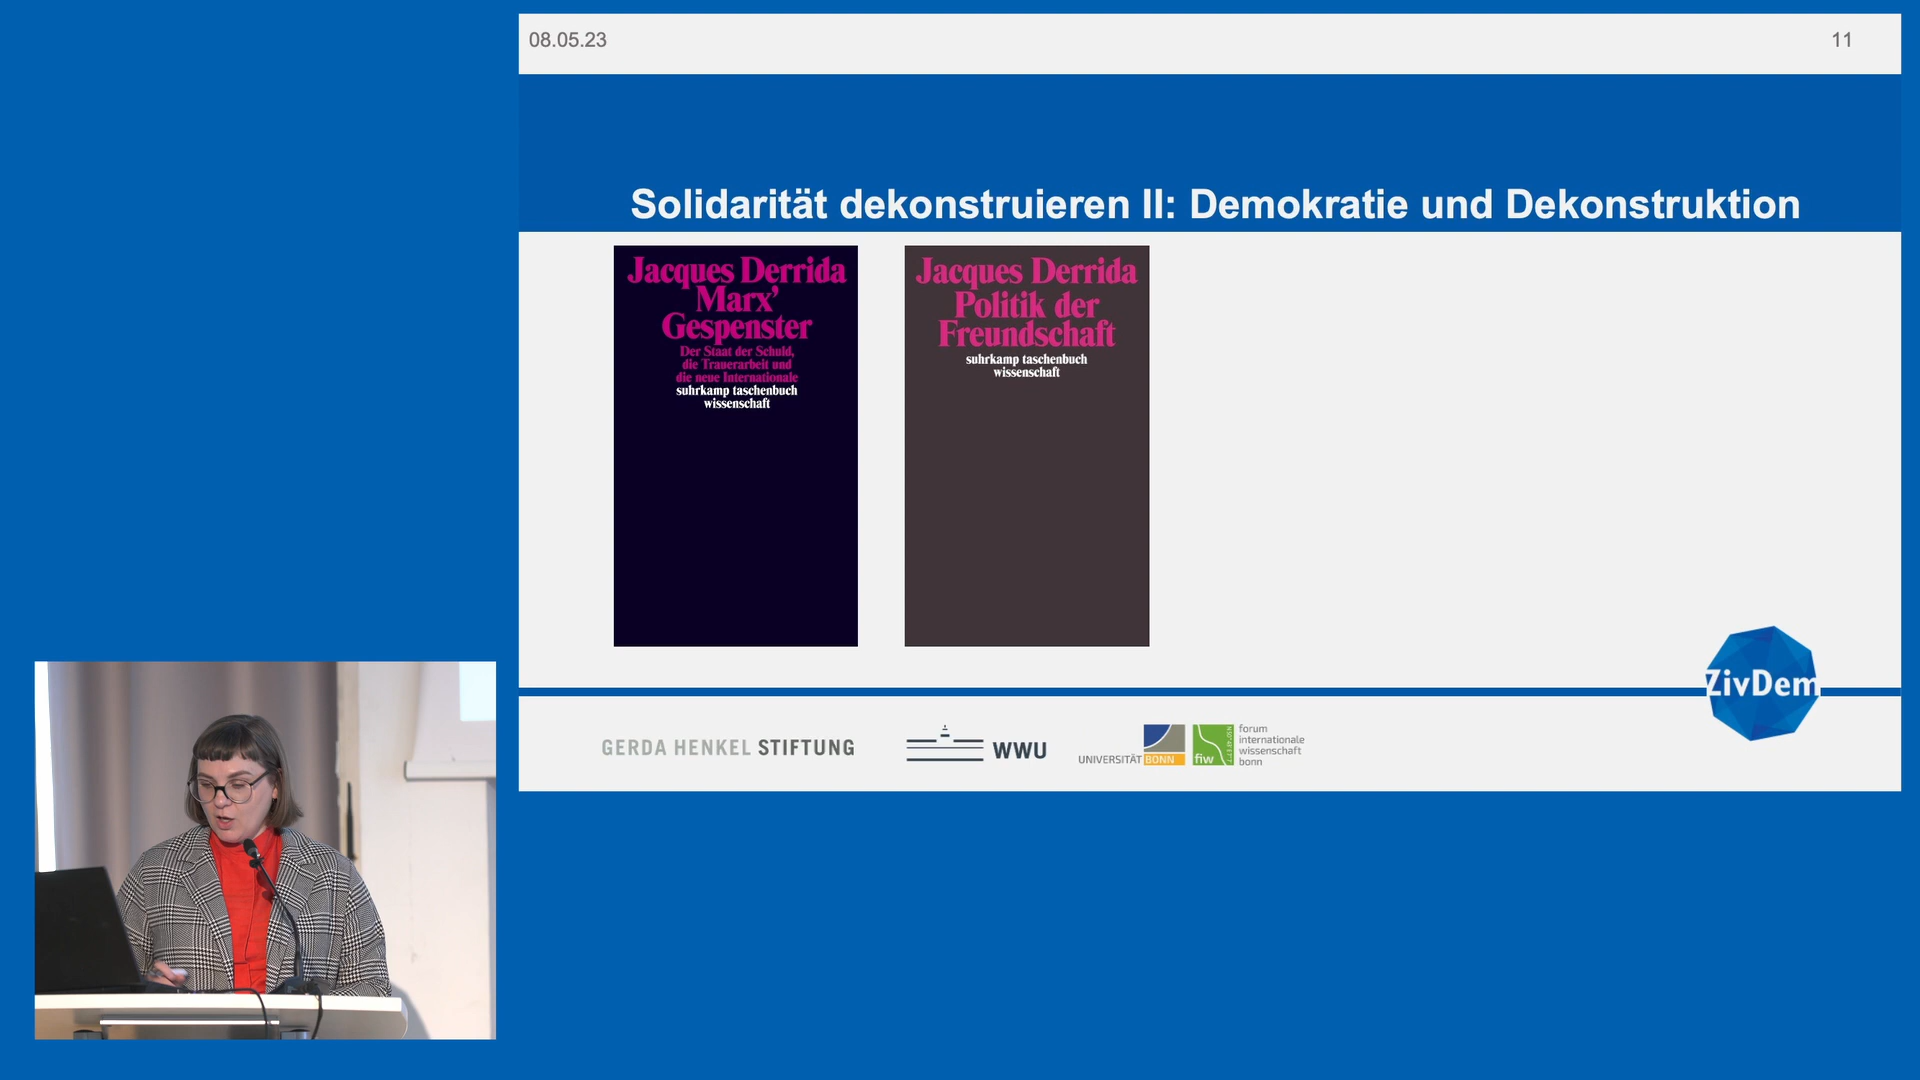 08.05.23
11
Solidarität dekonstruieren II: Demokratie und Dekonstruktion
Jacques Derrida
Marx’
Gespenster
Der Staat der Schuld,
die Trauerarbeit und
die neue Internationale
suhrkamp taschenbuch
wissenschaft
Jacques Derrida
Politik der
Freundschaft
suhrkamp taschenbuch
wissenschaft
ZivDem
GERDA HENKEL STIFTUNG
WWU
UNIVERSITÄT BONN
fiw
forum
internationale
wissenschaft
bonn